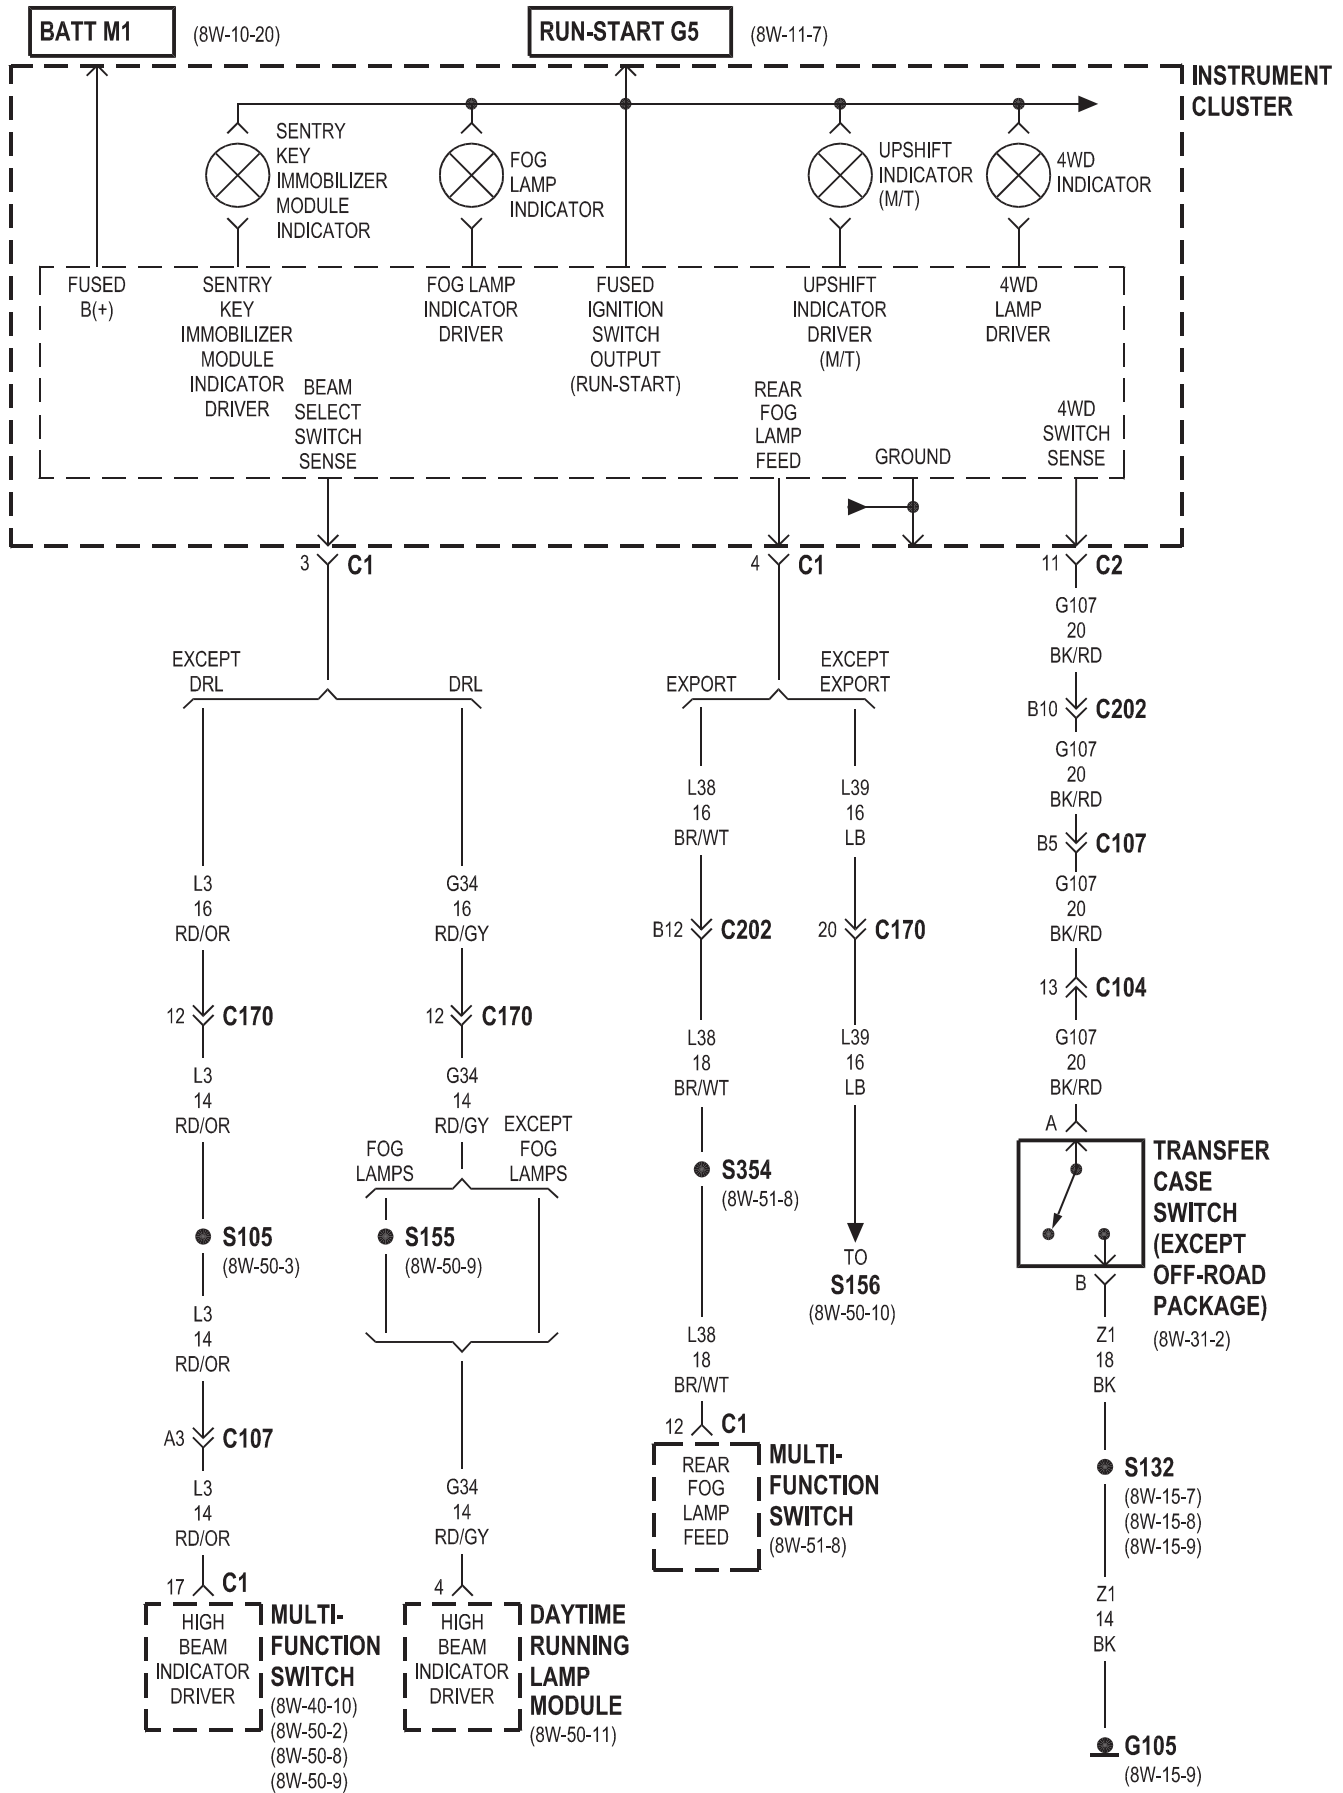 BATT M1
(8W-10-20)
RUN-START G5
(8W-11-7)
INSTRUMENT
CLUSTER
SENTRY
KEY
IMMOBILIZER
MODULE
INDICATOR
FOG
LAMP
INDICATOR
UPSHIFT
INDICATOR
(M/T)
4WD
INDICATOR
FUSED
B(+)
SENTRY
KEY
IMMOBILIZER
MODULE
INDICATOR
DRIVER
FOG LAMP
INDICATOR
DRIVER
FUSED
IGNITION
SWITCH
OUTPUT
(RUN-START)
UPSHIFT
INDICATOR
DRIVER
(M/T)
4WD
LAMP
DRIVER
BEAM
SELECT
SWITCH
SENSE
REAR
FOG
LAMP
FEED
GROUND
4WD
SWITCH
SENSE
3 C1
4 C1
11 C2
EXCEPT
DRL
DRL
EXPORT
EXCEPT
EXPORT
G107
20
BK/RD
B10 C202
G107
20
BK/RD
B5 C107
G107
20
BK/RD
13 C104
G107
20
BK/RD
A
L3
16
RD/OR
12 C170
L3
14
RD/OR
S105
(8W-50-3)
L3
14
RD/OR
A3 C107
L3
14
RD/OR
17 C1
HIGH
BEAM
INDICATOR
DRIVER
MULTI-
FUNCTION
SWITCH
(8W-40-10)
(8W-50-2)
(8W-50-8)
(8W-50-9)
G34
16
RD/GY
12 C170
G34
14
RD/GY
FOG
LAMPS
EXCEPT
FOG
LAMPS
S155
(8W-50-9)
G34
14
RD/GY
4
HIGH
BEAM
INDICATOR
DRIVER
DAYTIME
RUNNING
LAMP
MODULE
(8W-50-11)
L38
16
BR/WT
B12 C202
L38
18
BR/WT
S354
(8W-51-8)
L38
18
BR/WT
12 C1
REAR
FOG
LAMP
FEED
MULTI-
FUNCTION
SWITCH
(8W-51-8)
L39
16
LB
20 C170
L39
16
LB
TO
S156
(8W-50-10)
TRANSFER
CASE
SWITCH
(EXCEPT
OFF-ROAD
PACKAGE)
(8W-31-2)
B
Z1
18
BK
S132
(8W-15-7)
(8W-15-8)
(8W-15-9)
Z1
14
BK
G105
(8W-15-9)